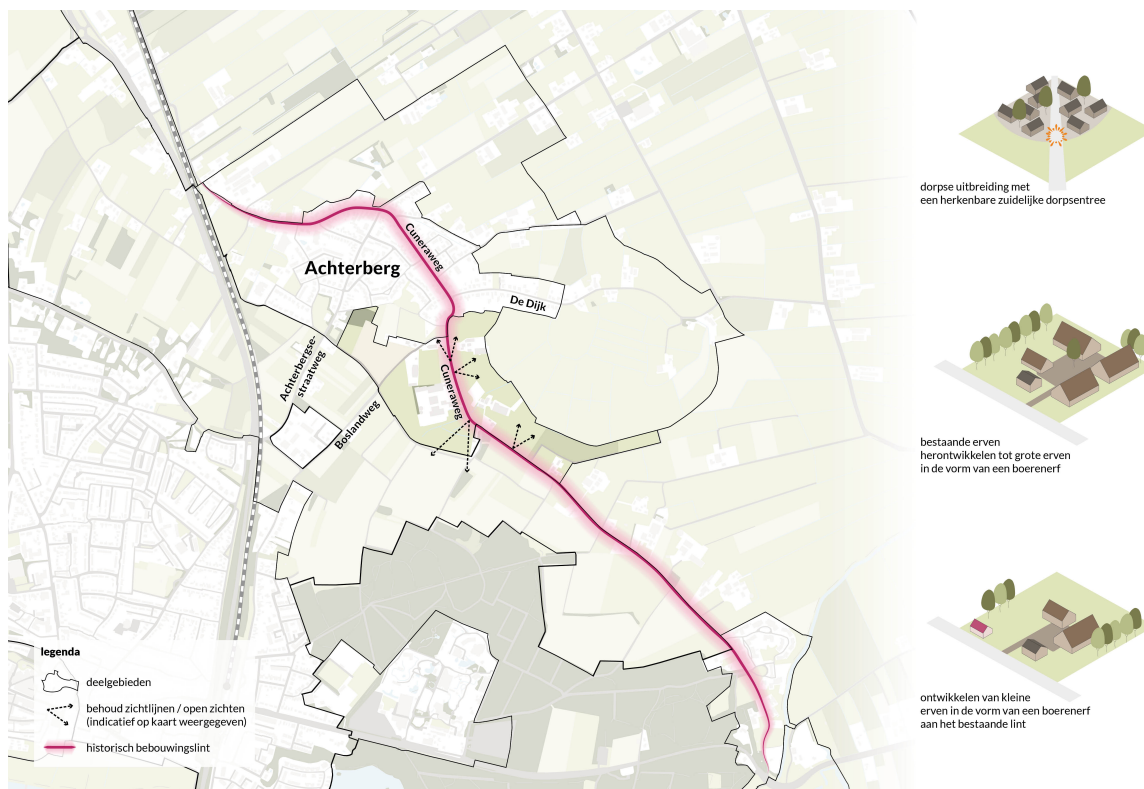 Cuneraweg
Achterberg
De Dijk
Achterbergse-
straatweg
Boslandweg
Cuneraweg
legenda
deelgebieden
behoud zichtlijnen / open zichten
(indicatief op kaart weergegeven)
historisch bebouwingslint
dorpse uitbreiding met
een herkenbare zuidelijke dorpsentree
bestaande erven
herontwikkelen tot grote erven
in de vorm van een boerenerf
ontwikkelen van kleine
erven in de vorm van een boerenerf
aan het bestaande lint